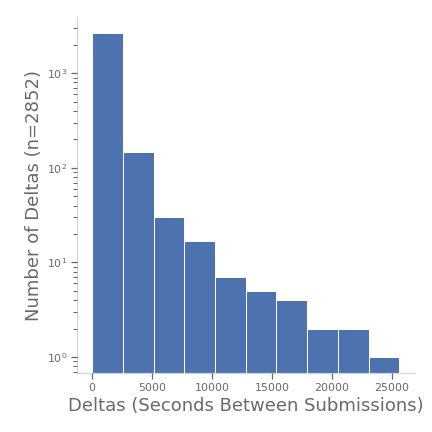 Number of Deltas (n=2852)
10³
10²
10¹
10⁰
0 5000 10000 15000 20000 25000
Deltas (Seconds Between Submissions)